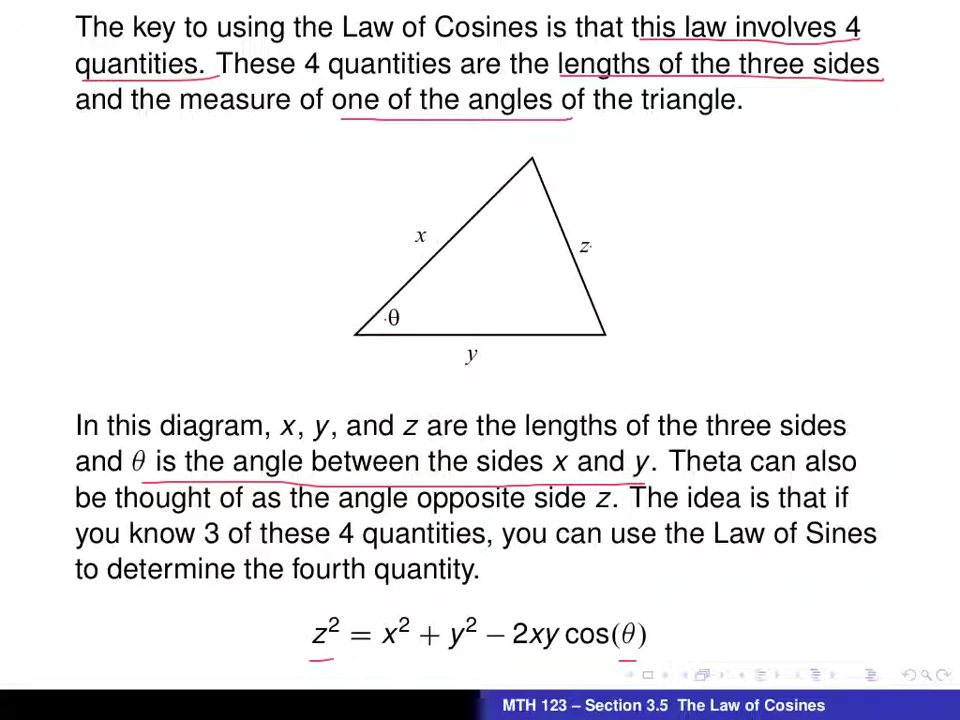 The key to using the Law of Cosines is that this law involves 4
quantities. These 4 quantities are the lengths of the three sides
and the measure of one of the angles of the triangle.
x
z
θ
y
In this diagram, x, y, and z are the lengths of the three sides
and θ is the angle between the sides x and y. Theta can also
be thought of as the angle opposite side z. The idea is that if
you know 3 of these 4 quantities, you can use the Law of Sines
to determine the fourth quantity.
z² = x² + y² − 2xy cos(θ)
MTH 123 – Section 3.5 The Law of Cosines